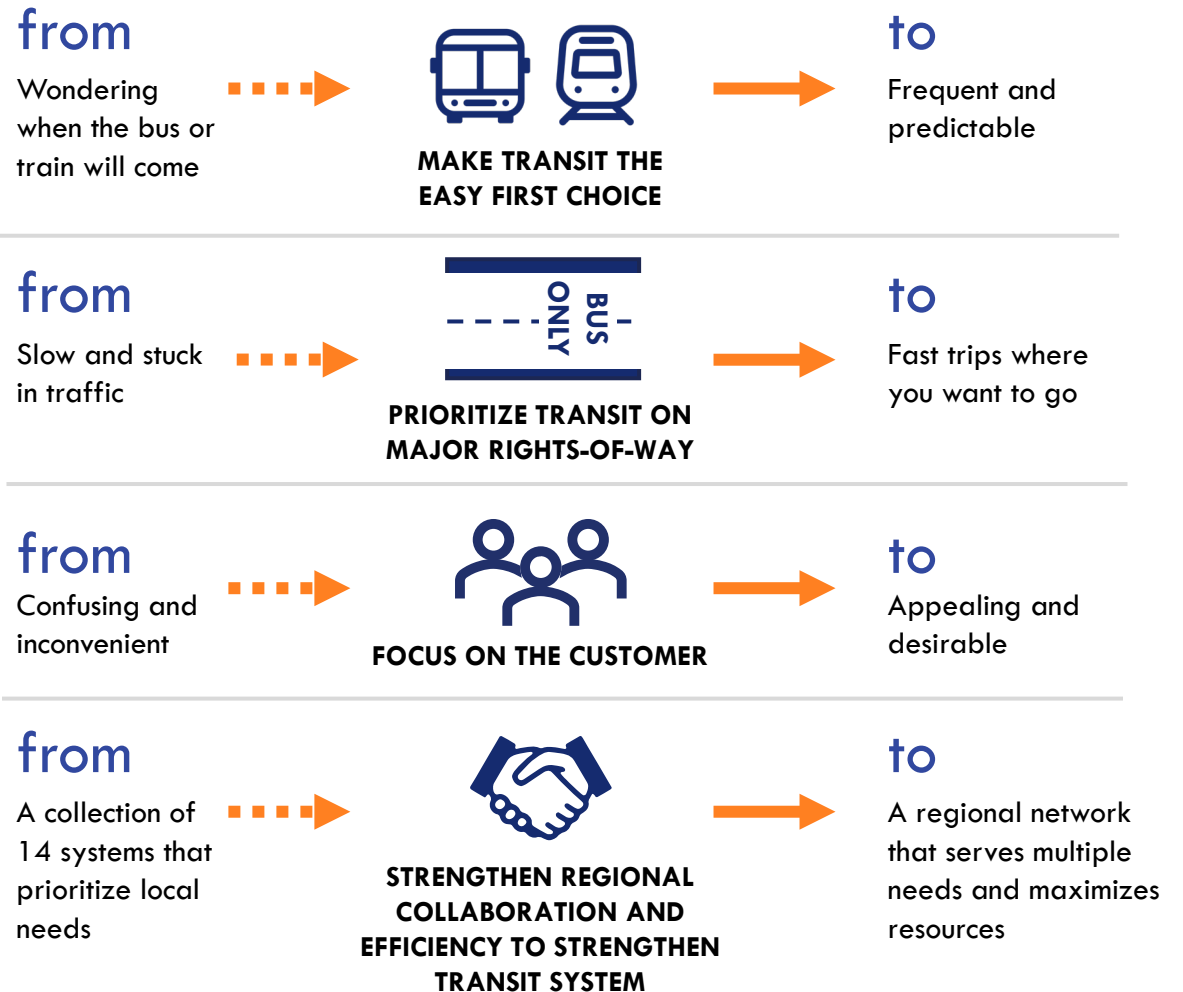 from
Wondering
when the bus or
train will come
MAKE TRANSIT THE
EASY FIRST CHOICE
to
Frequent and
predictable
from
Slow and stuck
in traffic
BUS
ONLY
PRIORITIZE TRANSIT ON
MAJOR RIGHTS-OF-WAY
to
Fast trips where
you want to go
from
Confusing and
inconvenient
FOCUS ON THE CUSTOMER
to
Appealing and
desirable
from
A collection of
14 systems that
prioritize local
needs
STRENGTHEN REGIONAL
COLLABORATION AND
EFFICIENCY TO STRENGTHEN
TRANSIT SYSTEM
to
A regional network
that serves multiple
needs and maximizes
resources